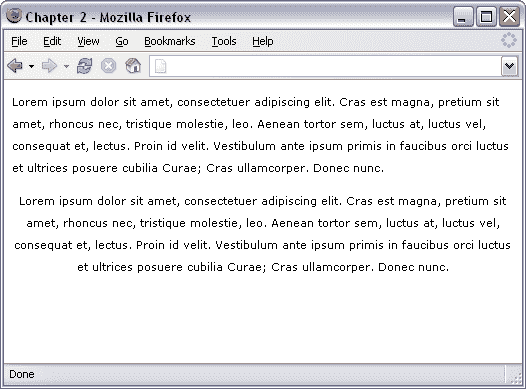 Chapter 2 - Mozilla Firefox
File Edit View Go Bookmarks Tools Help
Lorem ipsum dolor sit amet, consectetuer adipiscing elit. Cras est magna, pretium sit
amet, rhoncus nec, tristique molestie, leo. Aenean tortor sem, luctus at, luctus vel,
consequat et, lectus. Proin id velit. Vestibulum ante ipsum primis in faucibus orci luctus
et ultrices posuere cubilia Curae; Cras ullamcorper. Donec nunc.
Lorem ipsum dolor sit amet, consectetuer adipiscing elit. Cras est magna, pretium sit
amet, rhoncus nec, tristique molestie, leo. Aenean tortor sem, luctus at, luctus vel,
consequat et, lectus. Proin id velit. Vestibulum ante ipsum primis in faucibus orci luctus
et ultrices posuere cubilia Curae; Cras ullamcorper. Donec nunc.
Done